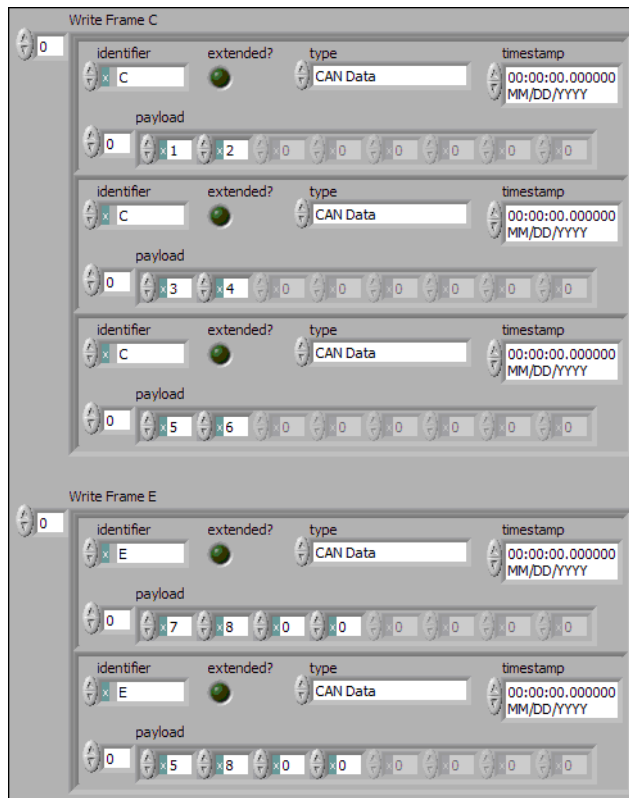 Write Frame C
0
identifier extended? type timestamp
x C CAN Data 00:00:00.000000
MM/DD/YYYY
payload
0 x 1 x 2 x 0 x 0 x 0 x 0 x 0 x 0
identifier extended? type timestamp
x C CAN Data 00:00:00.000000
MM/DD/YYYY
payload
0 x 3 x 4 x 0 x 0 x 0 x 0 x 0 x 0
identifier extended? type timestamp
x C CAN Data 00:00:00.000000
MM/DD/YYYY
payload
0 x 5 x 6 x 0 x 0 x 0 x 0 x 0 x 0
Write Frame E
0
identifier extended? type timestamp
x E CAN Data 00:00:00.000000
MM/DD/YYYY
payload
0 x 7 x 8 x 0 x 0 x 0 x 0 x 0 x 0
identifier extended? type timestamp
x E CAN Data 00:00:00.000000
MM/DD/YYYY
payload
0 x 5 x 8 x 0 x 0 x 0 x 0 x 0 x 0